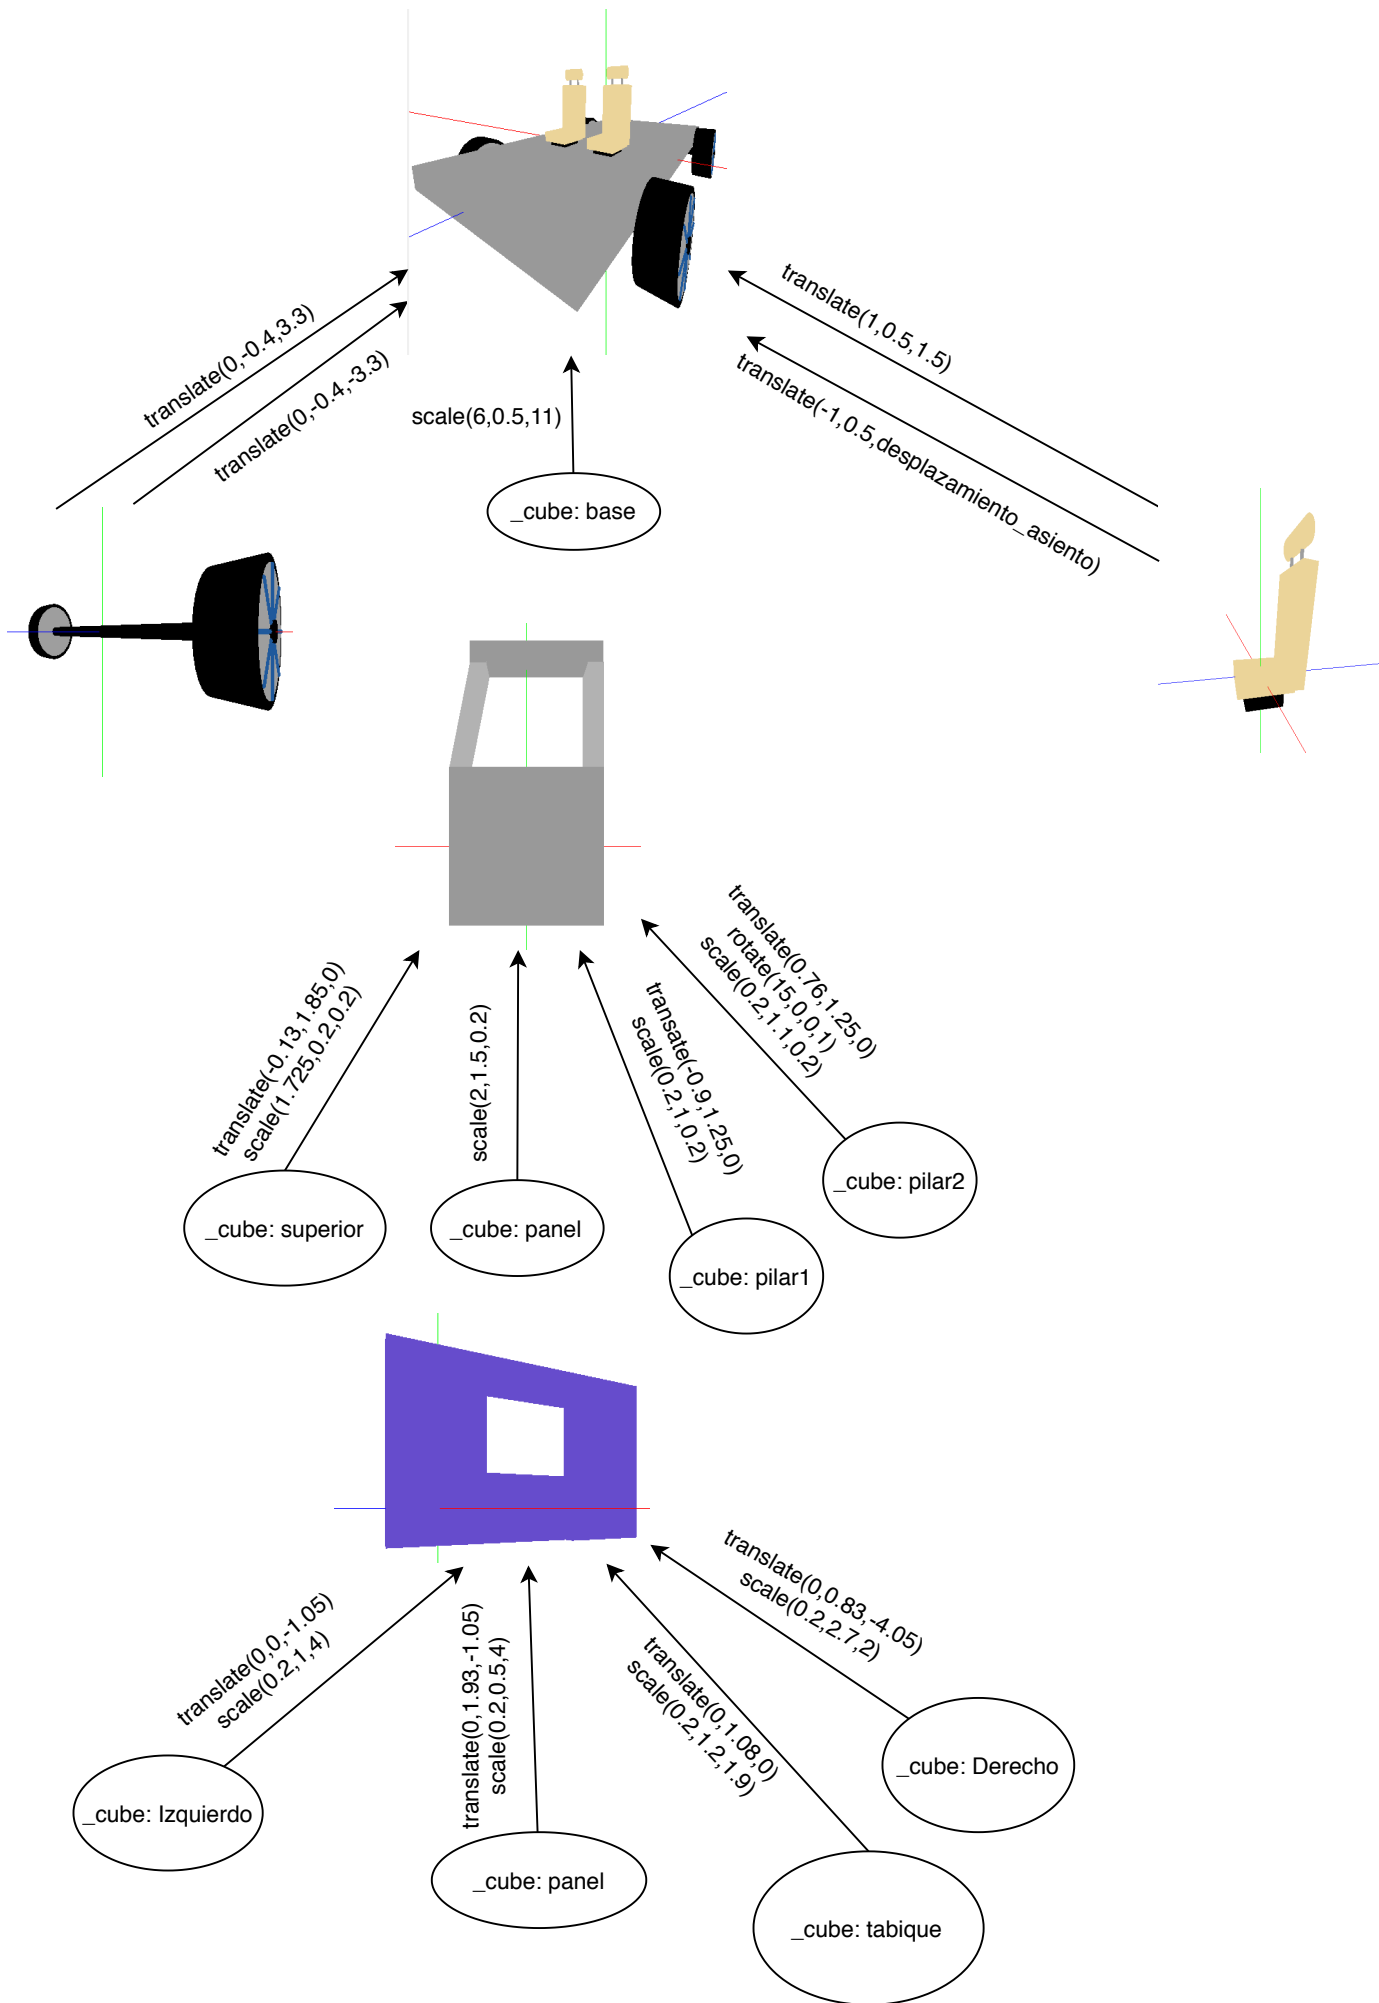 translate(0,-0.4,3.3)
translate(0,-0.4,-3.3)
scale(6,0.5,11)
translate(1,0.5,1.5)
translate(-1,0.5,desplazamiento_asiento)
_cube: base
translate(-0.13,1.85,0)
scale(1.725,0.2,0.2)
scale(2,1.5,0.2)
transate(-0.9,1.25,0)
scale(0.2,1,0.2)
translate(0.76,1.25,0)
rotate(15,0,0,1)
scale(0.2,1.1,0.2)
_cube: superior
_cube: panel
_cube: pilar1
_cube: pilar2
translate(0,0,-1.05)
scale(0.2,1,4)
translate(0,1.93,-1.05)
scale(0.2,0.5,4)
translate(0,1.08,0)
scale(0.2,1.2,1.9)
translate(0,0.83,-4.05)
scale(0.2,2.7,2)
_cube: Izquierdo
_cube: panel
_cube: tabique
_cube: Derecho